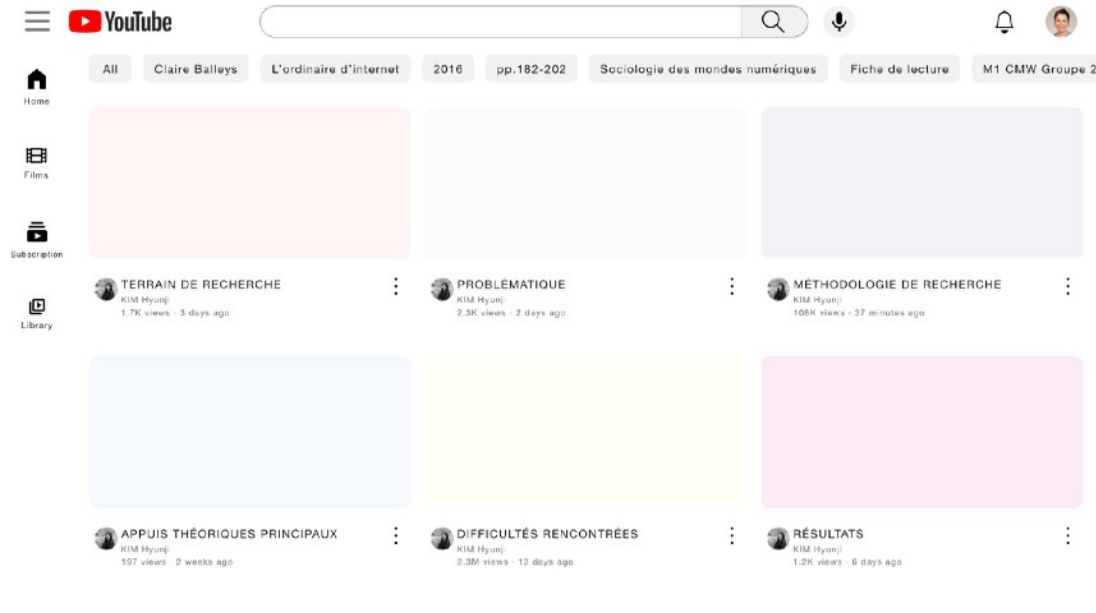 YouTube
All Claire Balleys L'ordinaire d'internet 2016 pp.182-202 Sociologie des mondes numériques Fiche de lecture M1 CMW Groupe 2
Home
Films
Subscription
Library
TERRAIN DE RECHERCHE
KIM Hyunji
1.7K views · 3 days ago
PROBLÉMATIQUE
KIM Hyunji
2.3K views · 2 days ago
MÉTHODOLOGIE DE RECHERCHE
KIM Hyunji
108K views · 37 minutes ago
APPUIS THÉORIQUES PRINCIPAUX
KIM Hyunji
197 views · 2 weeks ago
DIFFICULTÉS RENCONTRÉES
KIM Hyunji
2.3M views · 12 days ago
RÉSULTATS
KIM Hyunji
1.2K views · 6 days ago